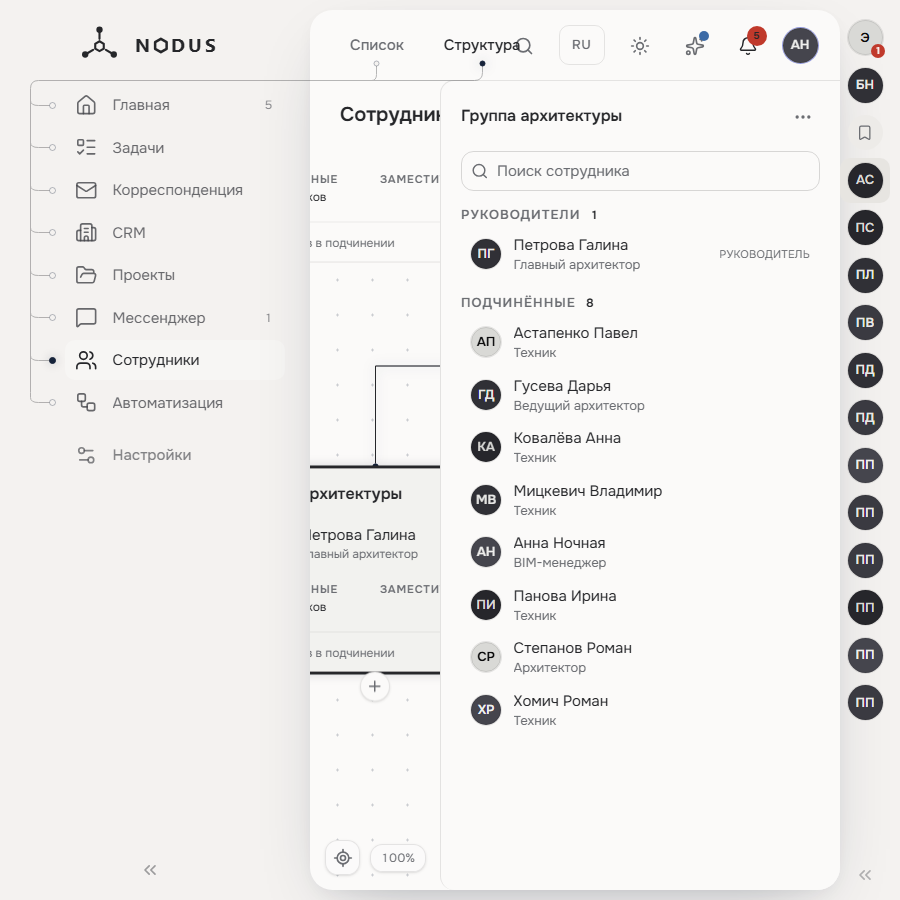 NODUS
Главная 5
Задачи
Корреспонденция
CRM
Проекты
Мессенджер 1
Сотрудники
Автоматизация
Настройки
Список
Структура
RU
5
АН
Сотрудник
НЫЕ ЗАМЕСТИ
ков
в в подчинении
рхитектуры
Петрова Галина
лавный архитектор
НЫЕ ЗАМЕСТИ
ков
в в подчинении
100%
Группа архитектуры
Поиск сотрудника
РУКОВОДИТЕЛИ 1
ПГ
Петрова Галина
Главный архитектор
РУКОВОДИТЕЛЬ
ПОДЧИНЁННЫЕ 8
АП
Астапенко Павел
Техник
ГД
Гусева Дарья
Ведущий архитектор
КА
Ковалёва Анна
Техник
МВ
Мицкевич Владимир
Техник
АН
Анна Ночная
BIM-менеджер
ПИ
Панова Ирина
Техник
СР
Степанов Роман
Архитектор
ХР
Хомич Роман
Техник
Э
1
БН
АС
ПС
ПЛ
ПВ
ПД
ПД
ПП
ПП
ПП
ПП
ПП
ПП